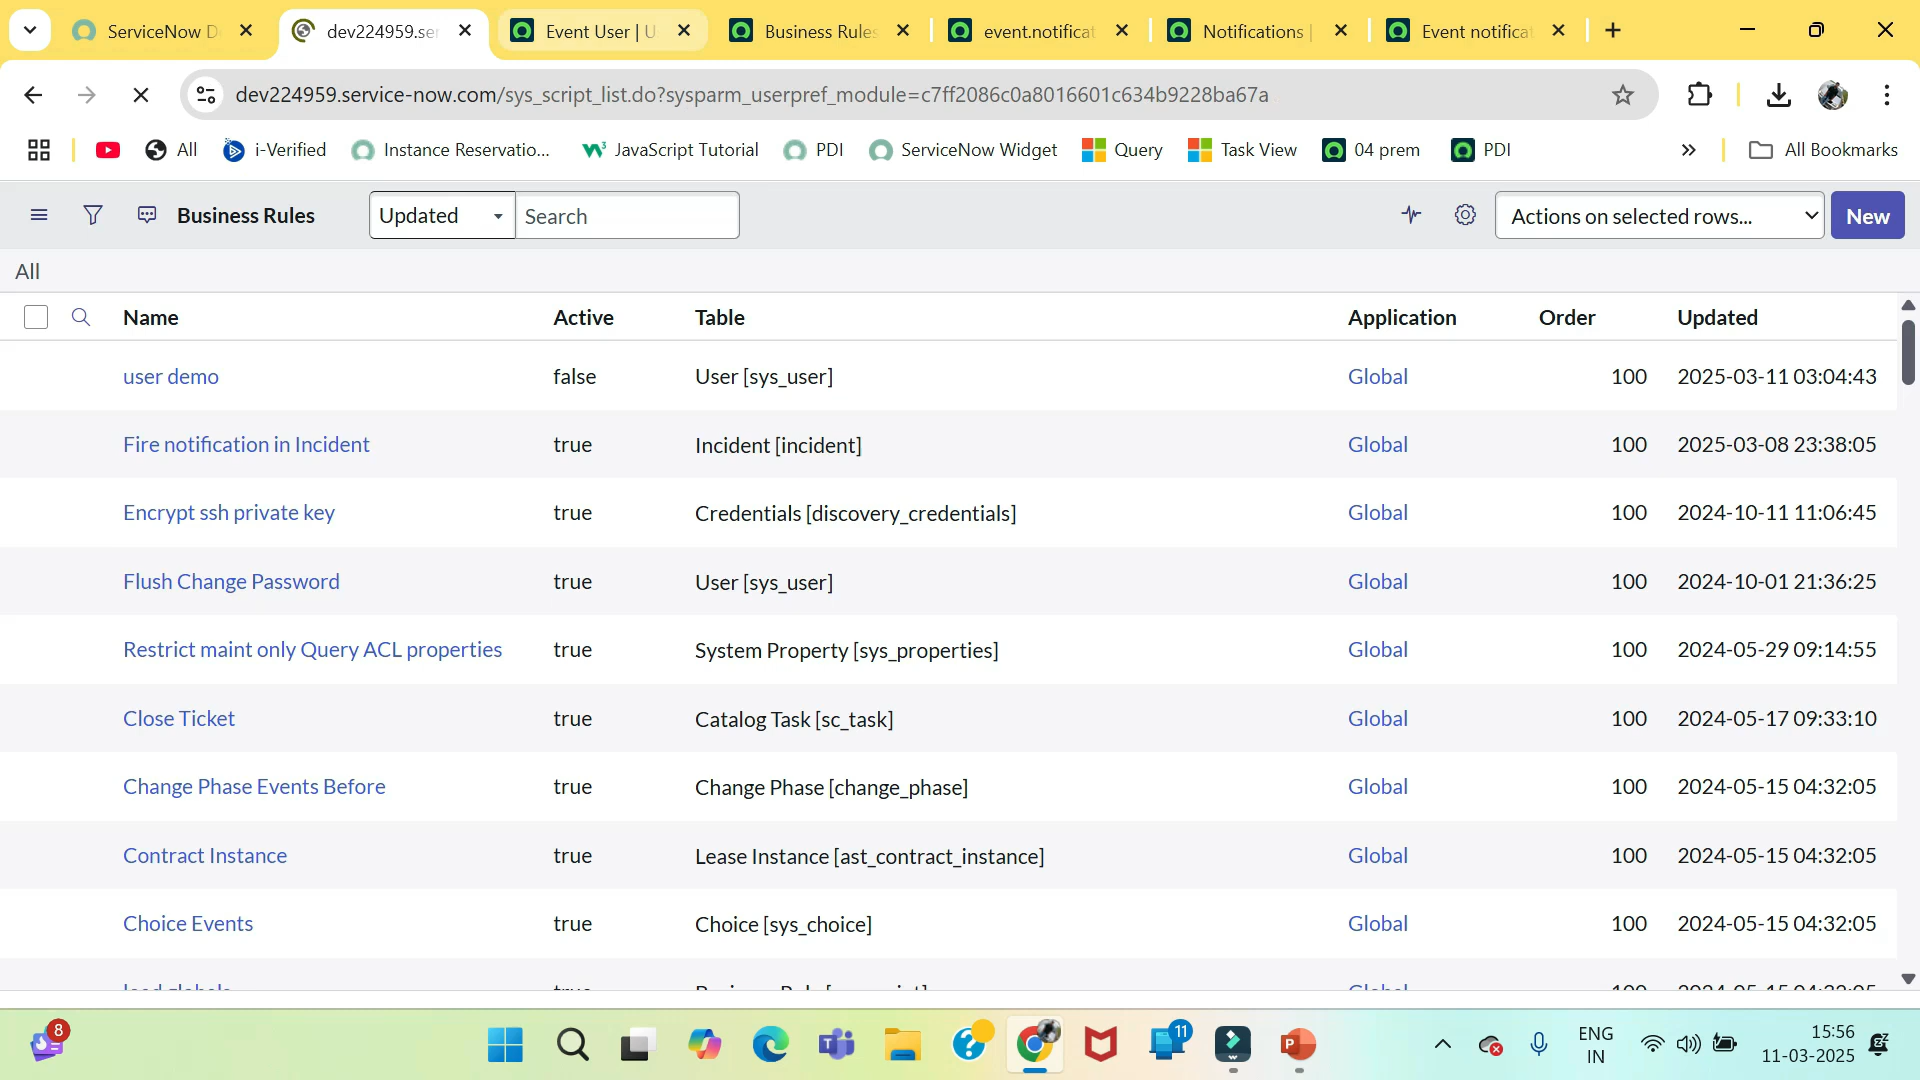 ServiceNow D
dev224959.ser
Event User | U
Business Rules
event.notificat
Notifications |
Event notificat
dev224959.service-now.com/sys_script_list.do?sysparm_userpref_module=c7ff2086c0a8016601c634b9228ba67a
All
i-Verified
Instance Reservatio...
JavaScript Tutorial
PDI
ServiceNow Widget
Query
Task View
04 prem
PDI
All Bookmarks
Business Rules
Updated
Search
Actions on selected rows...
New
All
Name Active Table Application Order Updated
user demo false User [sys_user] Global 100 2025-03-11 03:04:43
Fire notification in Incident true Incident [incident] Global 100 2025-03-08 23:38:05
Encrypt ssh private key true Credentials [discovery_credentials] Global 100 2024-10-11 11:06:45
Flush Change Password true User [sys_user] Global 100 2024-10-01 21:36:25
Restrict maint only Query ACL properties true System Property [sys_properties] Global 100 2024-05-29 09:14:55
Close Ticket true Catalog Task [sc_task] Global 100 2024-05-17 09:33:10
Change Phase Events Before true Change Phase [change_phase] Global 100 2024-05-15 04:32:05
Contract Instance true Lease Instance [ast_contract_instance] Global 100 2024-05-15 04:32:05
Choice Events true Choice [sys_choice] Global 100 2024-05-15 04:32:05
8
11
ENG
IN
15:56
11-03-2025